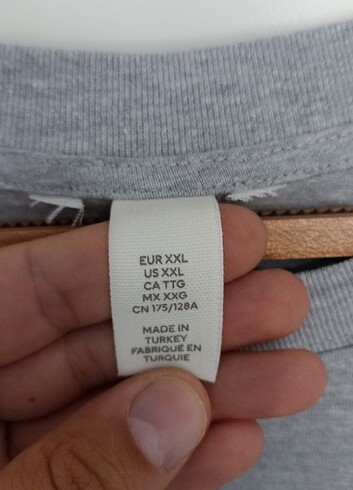 EUR XXL
US XXL
CA TTG
MX XXG
CN 175/128A
MADE IN
TURKEY
FABRIQUÉ EN
TURQUIE